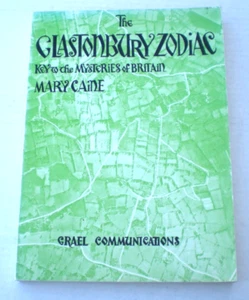 The
GLASTONBURY ZODIAC
KEY to the MYSTERIES of BRITAIN
MARY CAINE
GRAEL COMMUNICATIONS